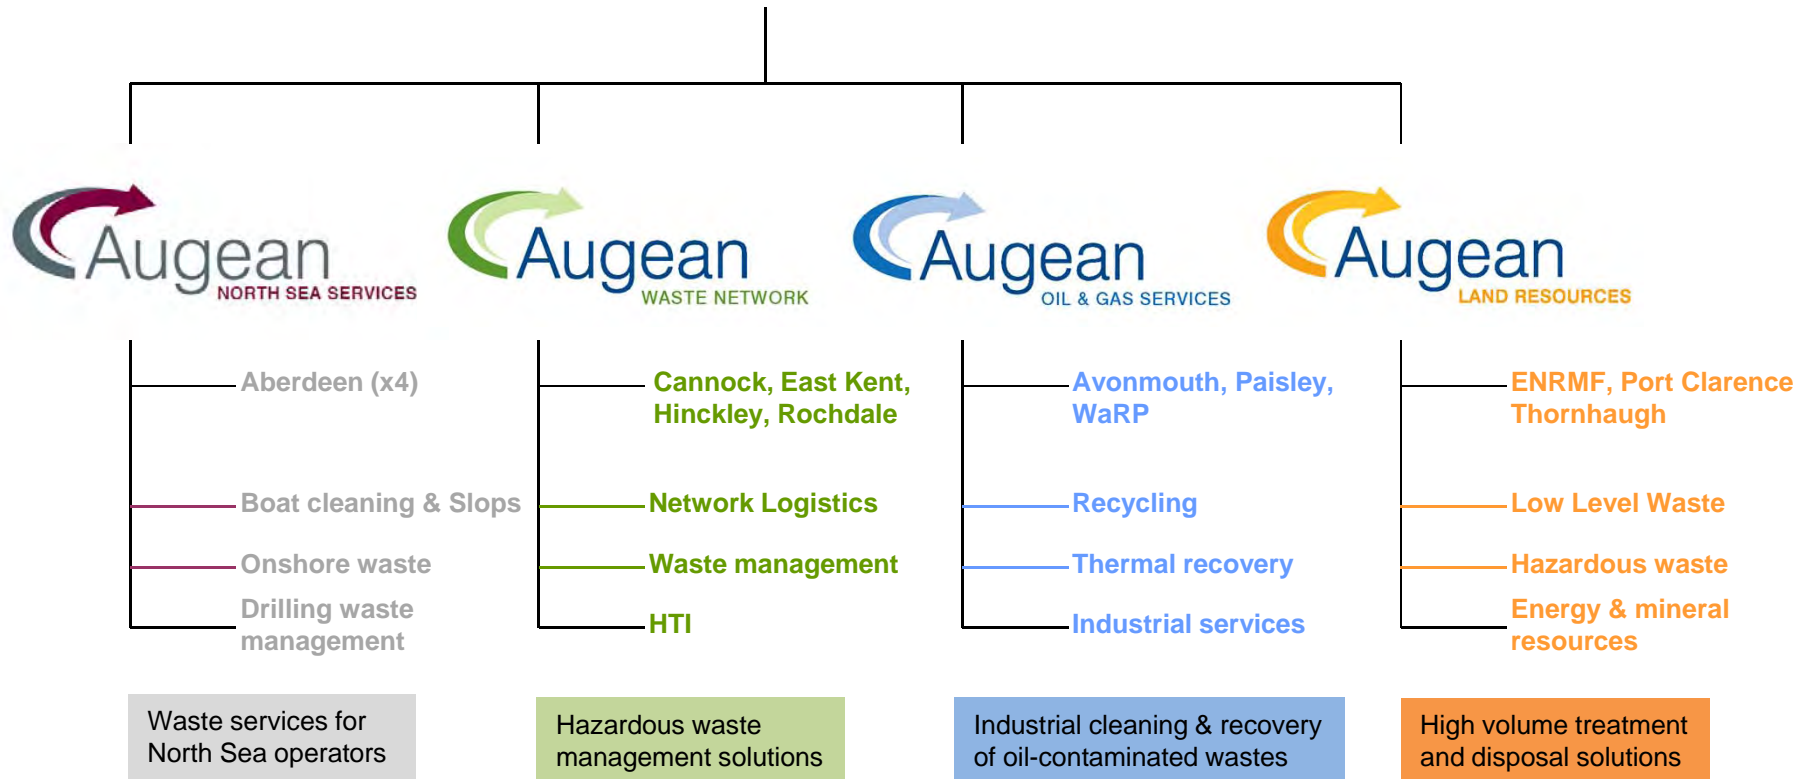 Augean
NORTH SEA SERVICES
Aberdeen (x4)
Boat cleaning & Slops
Onshore waste
Drilling waste
management
Waste services for
North Sea operators
Augean
WASTE NETWORK
Cannock, East Kent,
Hinckley, Rochdale
Network Logistics
Waste management
HTI
Hazardous waste
management solutions
Augean
OIL & GAS SERVICES
Avonmouth, Paisley,
WaRP
Recycling
Thermal recovery
Industrial services
Industrial cleaning & recovery
of oil-contaminated wastes
Augean
LAND RESOURCES
ENRMF, Port Clarence
Thornhaugh
Low Level Waste
Hazardous waste
Energy & mineral
resources
High volume treatment
and disposal solutions